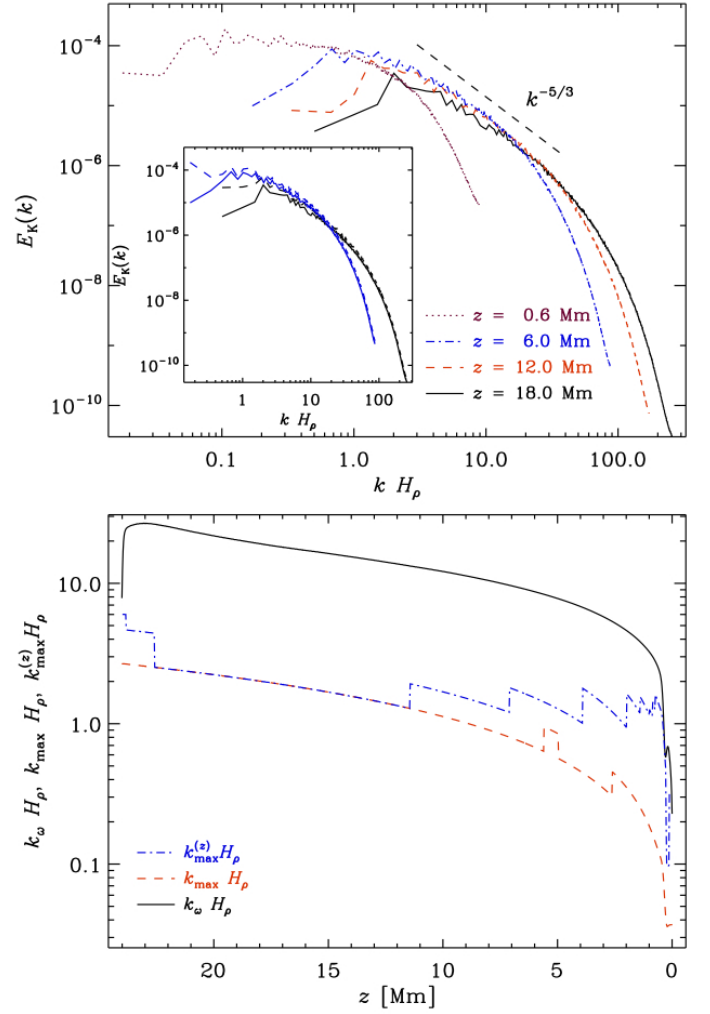 10⁻⁴
10⁻⁶
10⁻⁸
10⁻¹⁰
E_K(k)
k^{-5/3}
10⁻⁴
10⁻⁶
10⁻⁸
10⁻¹⁰
E_K(k)
1
10
100
k H_ρ
z = 0.6 Mm
z = 6.0 Mm
z = 12.0 Mm
z = 18.0 Mm
0.1
1.0
10.0
100.0
k H_ρ
10.0
1.0
0.1
k_ω H_ρ, k_max H_ρ, k_max^{(z)} H_ρ
k_max^{(z)} H_ρ
k_max H_ρ
k_ω H_ρ
20
15
10
5
0
z [Mm]